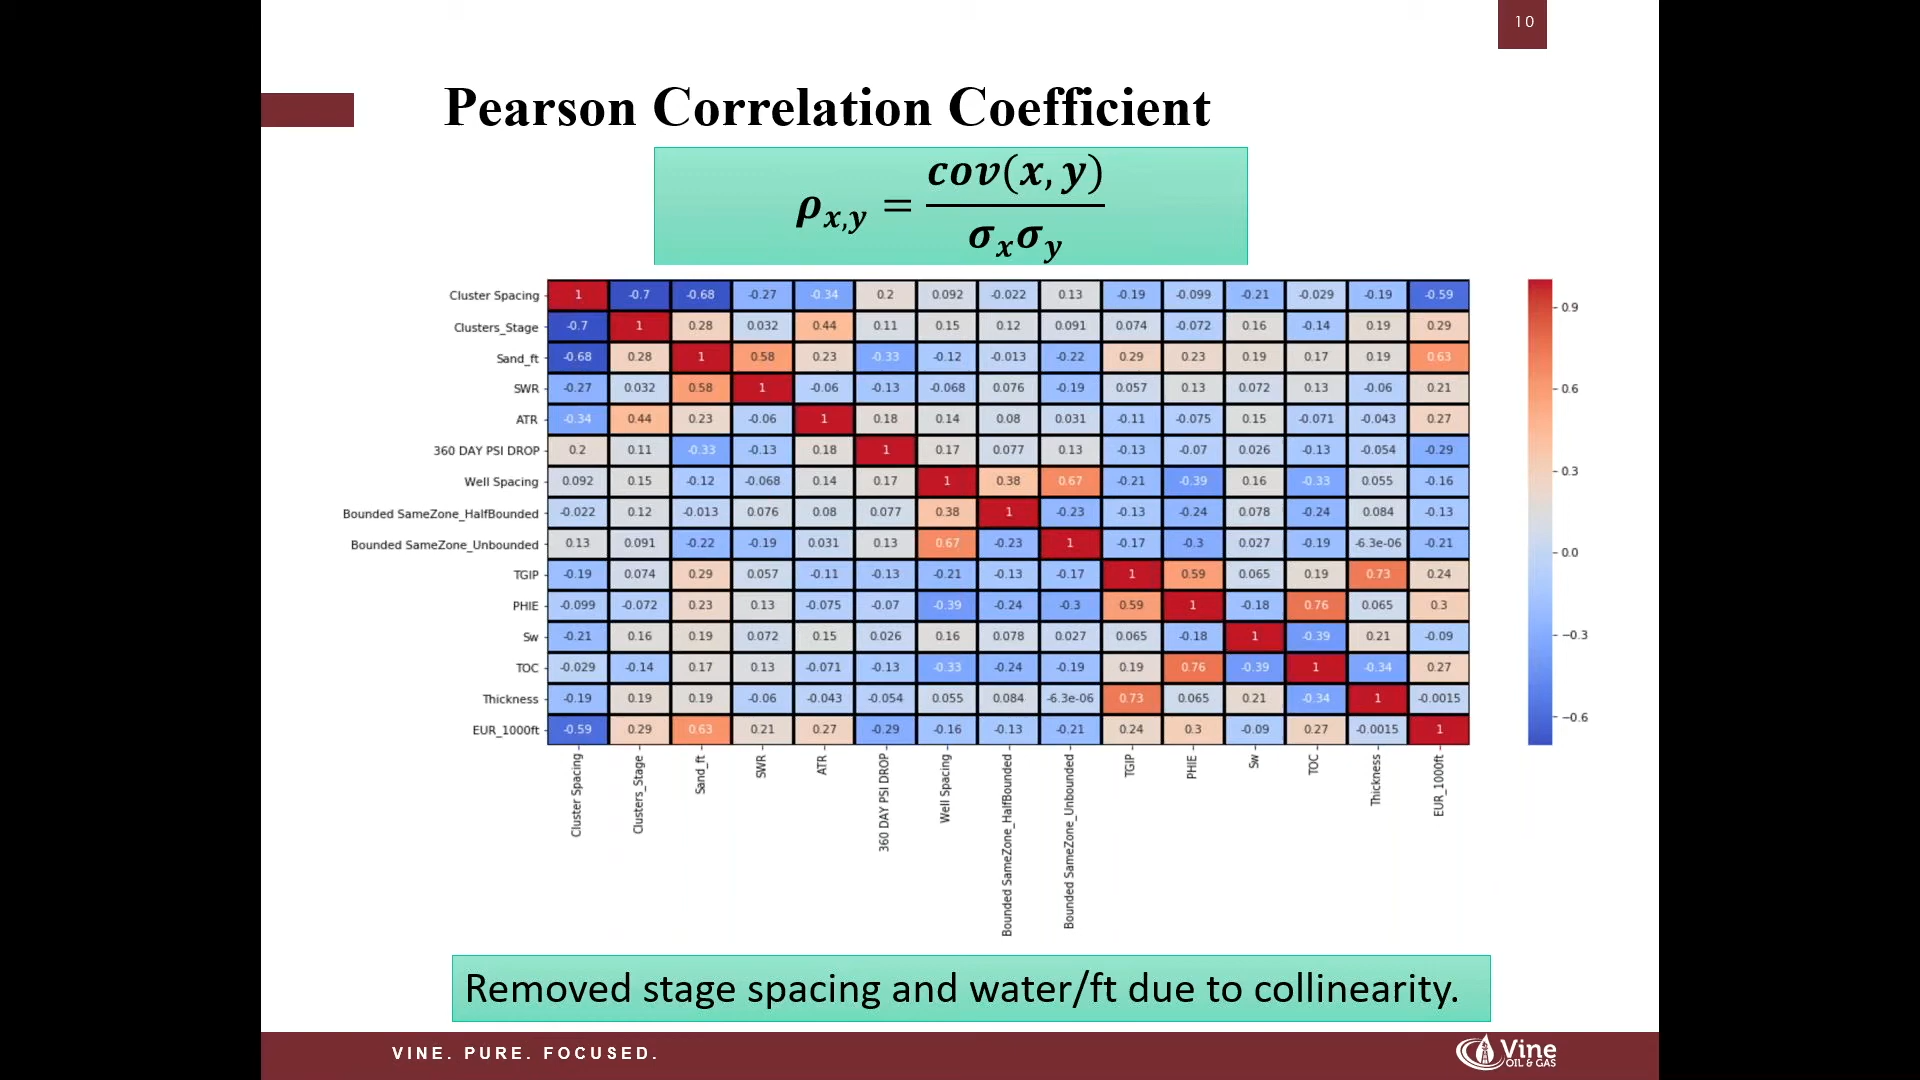 10
Pearson Correlation Coefficient
ρx,y = cov(x, y) / σxσy
Cluster Spacing 1 -0.7 -0.68 -0.27 -0.34 0.2 0.092 -0.022 0.13 -0.19 -0.099 -0.21 -0.029 -0.19 -0.59
Clusters_Stage -0.7 1 0.28 0.032 0.44 0.11 0.15 0.12 0.091 0.074 -0.072 0.16 -0.14 0.19 0.29
Sand_ft -0.68 0.28 1 0.58 0.23 -0.33 -0.12 -0.013 -0.22 0.29 0.23 0.19 0.17 0.19 0.63
SWR -0.27 0.032 0.58 1 -0.06 -0.13 -0.068 0.076 -0.19 0.057 0.13 0.072 0.13 -0.06 0.21
ATR -0.34 0.44 0.23 -0.06 1 0.18 0.14 0.08 0.031 -0.11 -0.075 0.15 -0.071 -0.043 0.27
360 DAY PSI DROP 0.2 0.11 -0.33 -0.13 0.18 1 0.17 0.077 0.13 -0.13 -0.07 0.026 -0.13 -0.054 -0.29
Well Spacing 0.092 0.15 -0.12 -0.068 0.14 0.17 1 0.38 0.67 -0.21 -0.39 0.16 -0.33 0.055 -0.16
Bounded SameZone_HalfBounded -0.022 0.12 -0.013 0.076 0.08 0.077 0.38 1 -0.23 -0.13 -0.24 0.078 -0.24 0.084 -0.13
Bounded SameZone_Unbounded 0.13 0.091 -0.22 -0.19 0.031 0.13 0.67 -0.23 1 -0.17 -0.3 0.027 -0.19 -6.3e-06 -0.21
TGIP -0.19 0.074 0.29 0.057 -0.11 -0.13 -0.21 -0.13 -0.17 1 0.59 0.065 0.19 0.73 0.24
PHIE -0.099 -0.072 0.23 0.13 -0.075 -0.07 -0.39 -0.24 -0.3 0.59 1 -0.18 0.76 0.065 0.3
Sw -0.21 0.16 0.19 0.072 0.15 0.026 0.16 0.078 0.027 0.065 -0.18 1 -0.39 0.21 -0.09
TOC -0.029 -0.14 0.17 0.13 -0.071 -0.13 -0.33 -0.24 -0.19 0.19 0.76 -0.39 1 -0.34 0.27
Thickness -0.19 0.19 0.19 -0.06 -0.043 -0.054 0.055 0.084 -6.3e-06 0.73 0.065 0.21 -0.34 1 -0.0015
EUR_1000ft -0.59 0.29 0.63 0.21 0.27 -0.29 -0.16 -0.13 -0.21 0.24 0.3 -0.09 0.27 -0.0015 1
Cluster Spacing
Clusters_Stage
Sand_ft
SWR
ATR
360 DAY PSI DROP
Well Spacing
Bounded SameZone_HalfBounded
Bounded SameZone_Unbounded
TGIP
PHIE
Sw
TOC
Thickness
EUR_1000ft
0.9
0.6
0.3
0.0
−0.3
−0.6
Removed stage spacing and water/ft due to collinearity.
VINE. PURE. FOCUSED.
Vine
OIL & GAS